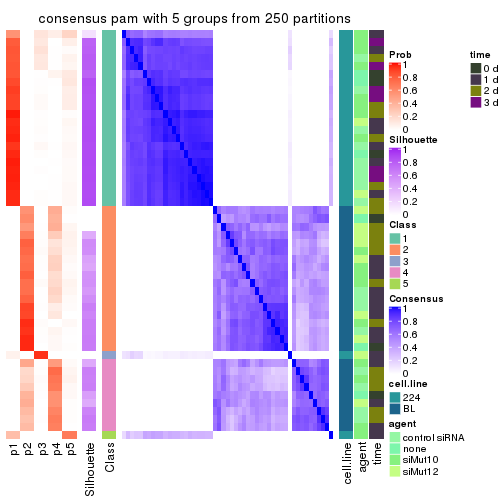 consensus pam with 5 groups from 250 partitions
Prob
1
0.8
0.6
0.4
0.2
0
time
0 d
1 d
2 d
3 d
Silhouette
1
0.8
0.6
0.4
0.2
0
Class
1
2
3
4
5
Consensus
1
0.8
0.6
0.4
0.2
0
cell.line
224
BL
agent
control siRNA
none
siMut10
siMut12
p1
p2
p3
p4
p5
Silhouette
Class
cell.line
agent
time